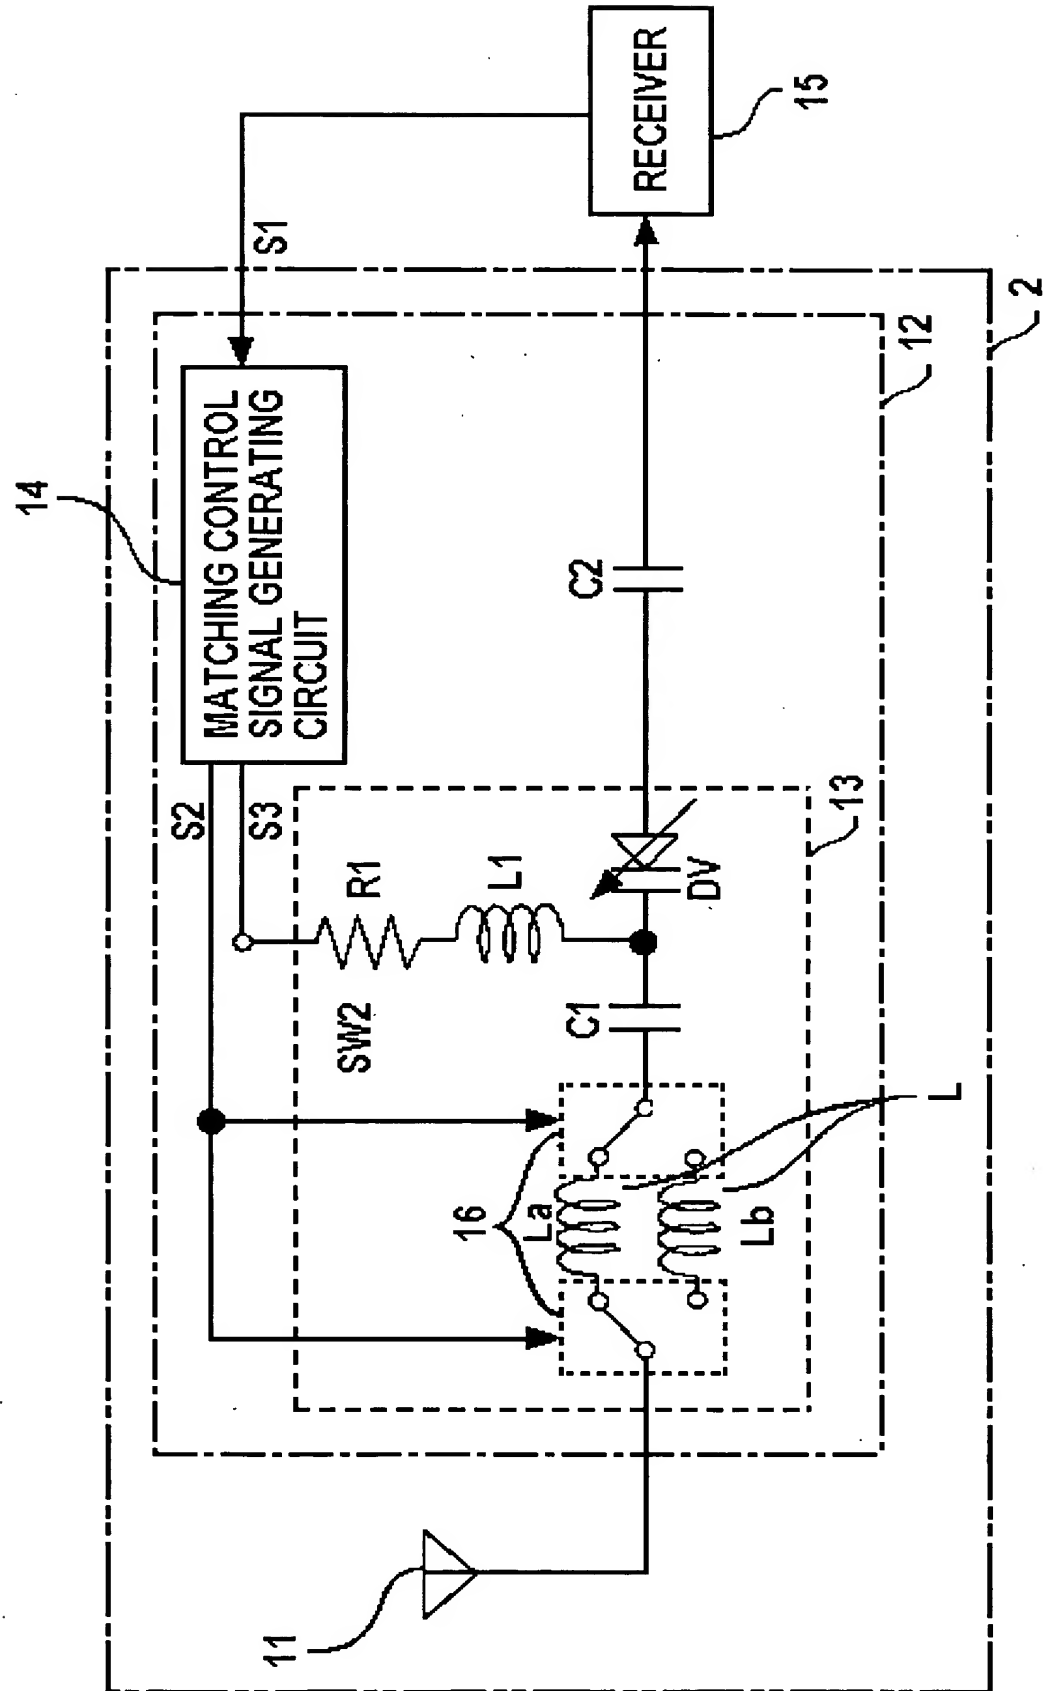 14
MATCHING CONTROL
SIGNAL GENERATING
CIRCUIT
S1
S2
S3
RECEIVER
15
R1
L1
SW2
C1
DV
C2
16
La
Lb
L
11
13
12
2